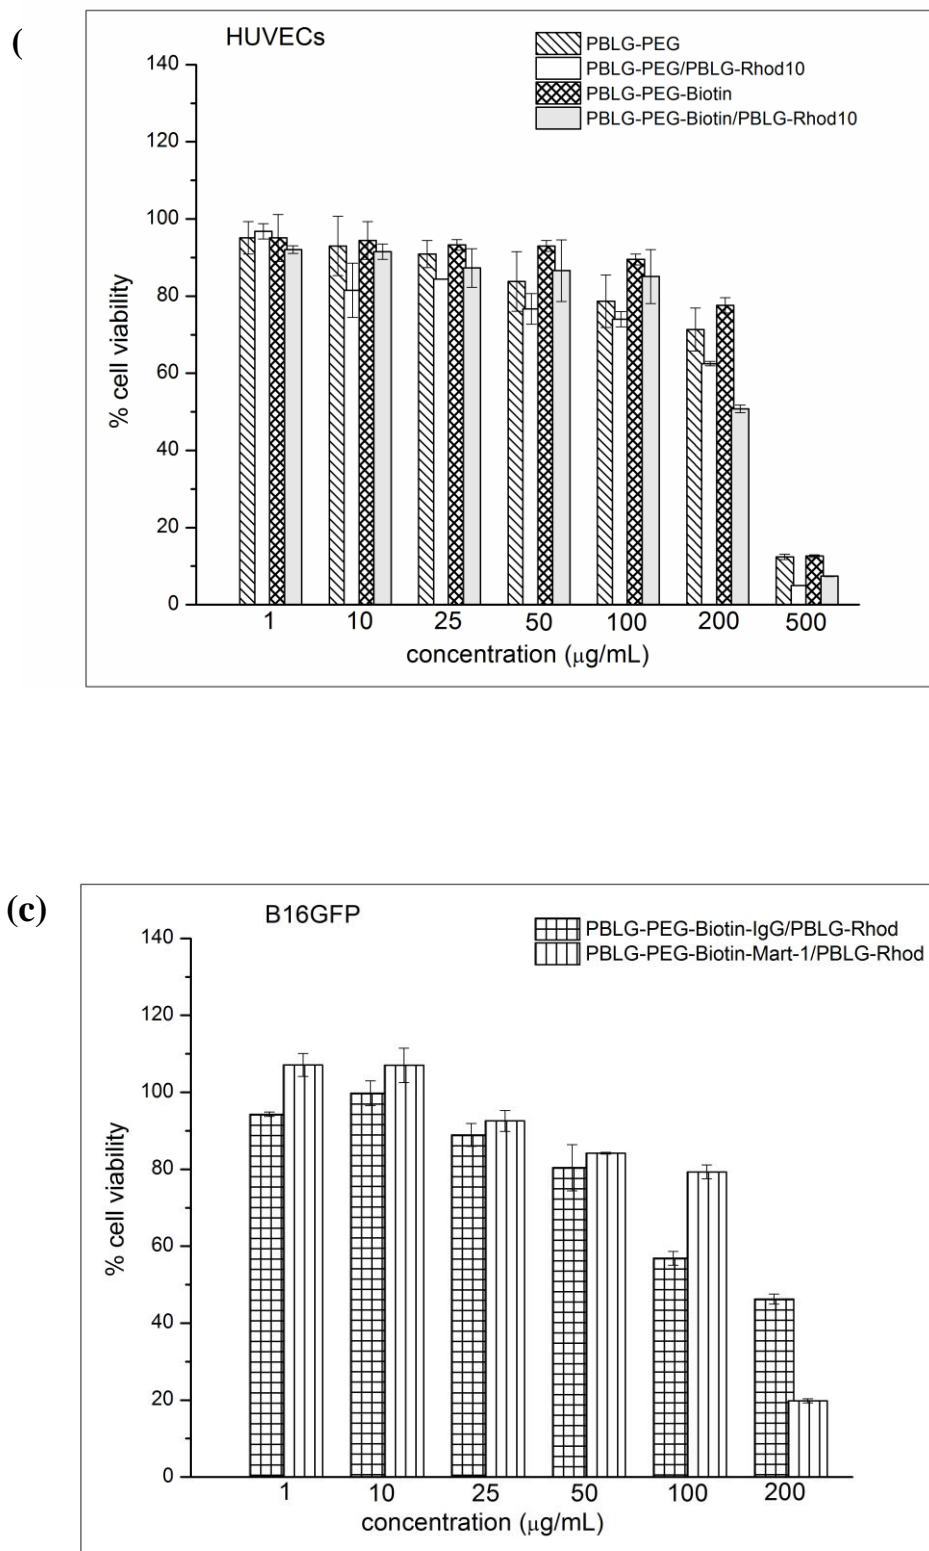 (
HUVECs
PBLG-PEG
PBLG-PEG/PBLG-Rhod10
PBLG-PEG-Biotin
PBLG-PEG-Biotin/PBLG-Rhod10
140
120
100
80
60
40
20
0
% cell viability
1 10 25 50 100 200 500
concentration (μg/mL)
(c)
B16GFP
PBLG-PEG-Biotin-IgG/PBLG-Rhod
PBLG-PEG-Biotin-Mart-1/PBLG-Rhod
140
120
100
80
60
40
20
0
% cell viability
1 10 25 50 100 200
concentration (μg/mL)